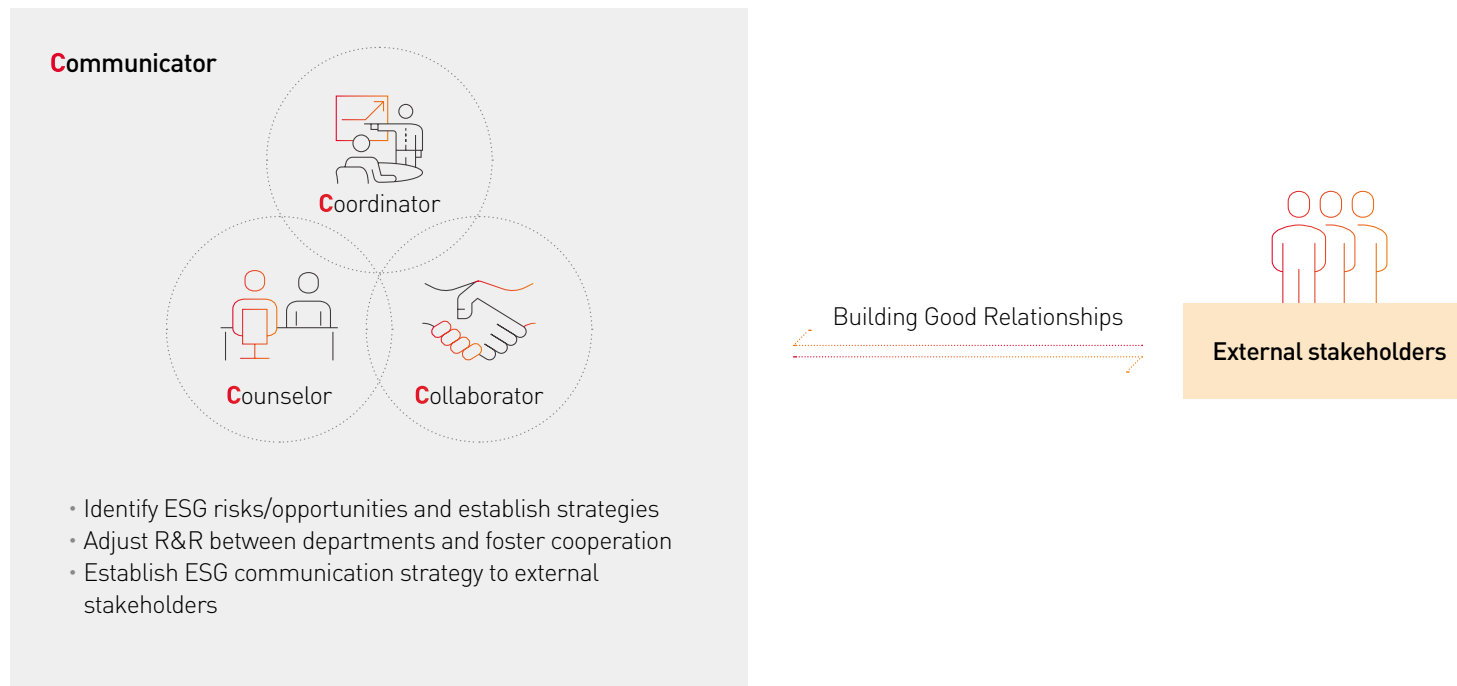 Communicator
Coordinator
Counselor
Collaborator
• Identify ESG risks/opportunities and establish strategies
• Adjust R&R between departments and foster cooperation
• Establish ESG communication strategy to external
stakeholders
Building Good Relationships
External stakeholders